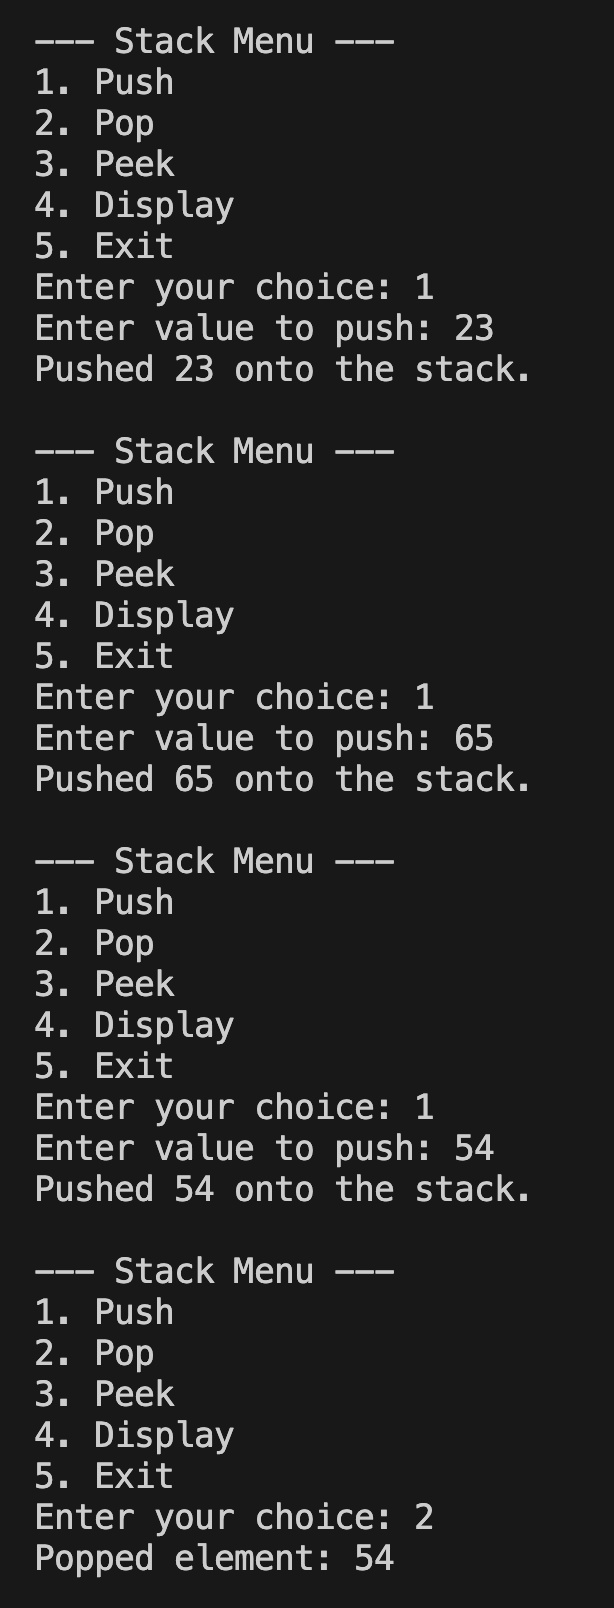 --- Stack Menu ---
1. Push
2. Pop
3. Peek
4. Display
5. Exit
Enter your choice: 1
Enter value to push: 23
Pushed 23 onto the stack.

--- Stack Menu ---
1. Push
2. Pop
3. Peek
4. Display
5. Exit
Enter your choice: 1
Enter value to push: 65
Pushed 65 onto the stack.

--- Stack Menu ---
1. Push
2. Pop
3. Peek
4. Display
5. Exit
Enter your choice: 1
Enter value to push: 54
Pushed 54 onto the stack.

--- Stack Menu ---
1. Push
2. Pop
3. Peek
4. Display
5. Exit
Enter your choice: 2
Popped element: 54